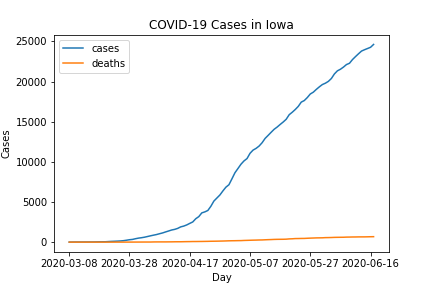 COVID-19 Cases in Iowa
25000
20000
15000
10000
5000
0
Cases
cases
deaths
2020-03-08 2020-03-28 2020-04-17 2020-05-07 2020-05-27 2020-06-16
Day